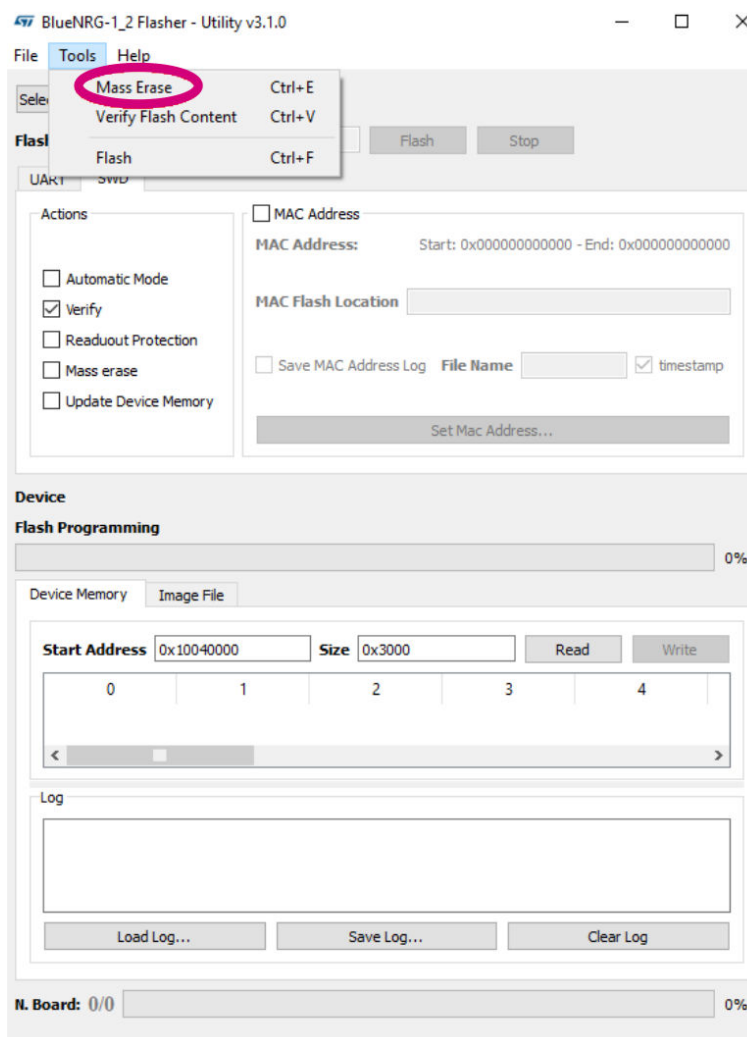 BlueNRG-1_2 Flasher - Utility v3.1.0
File Tools Help
Mass Erase Ctrl+E
Verify Flash Content Ctrl+V
Flash Ctrl+F
Flash Stop
UART SWD
Actions
Automatic Mode
Verify
Readuout Protection
Mass erase
Update Device Memory
MAC Address
MAC Address: Start: 0x000000000000 - End: 0x000000000000
MAC Flash Location
Save MAC Address Log File Name timestamp
Set Mac Address...
Device
Flash Programming
0%
Device Memory Image File
Start Address 0x10040000 Size 0x3000 Read Write
0 1 2 3 4
Log
Load Log... Save Log... Clear Log
N. Board: 0/0 0%